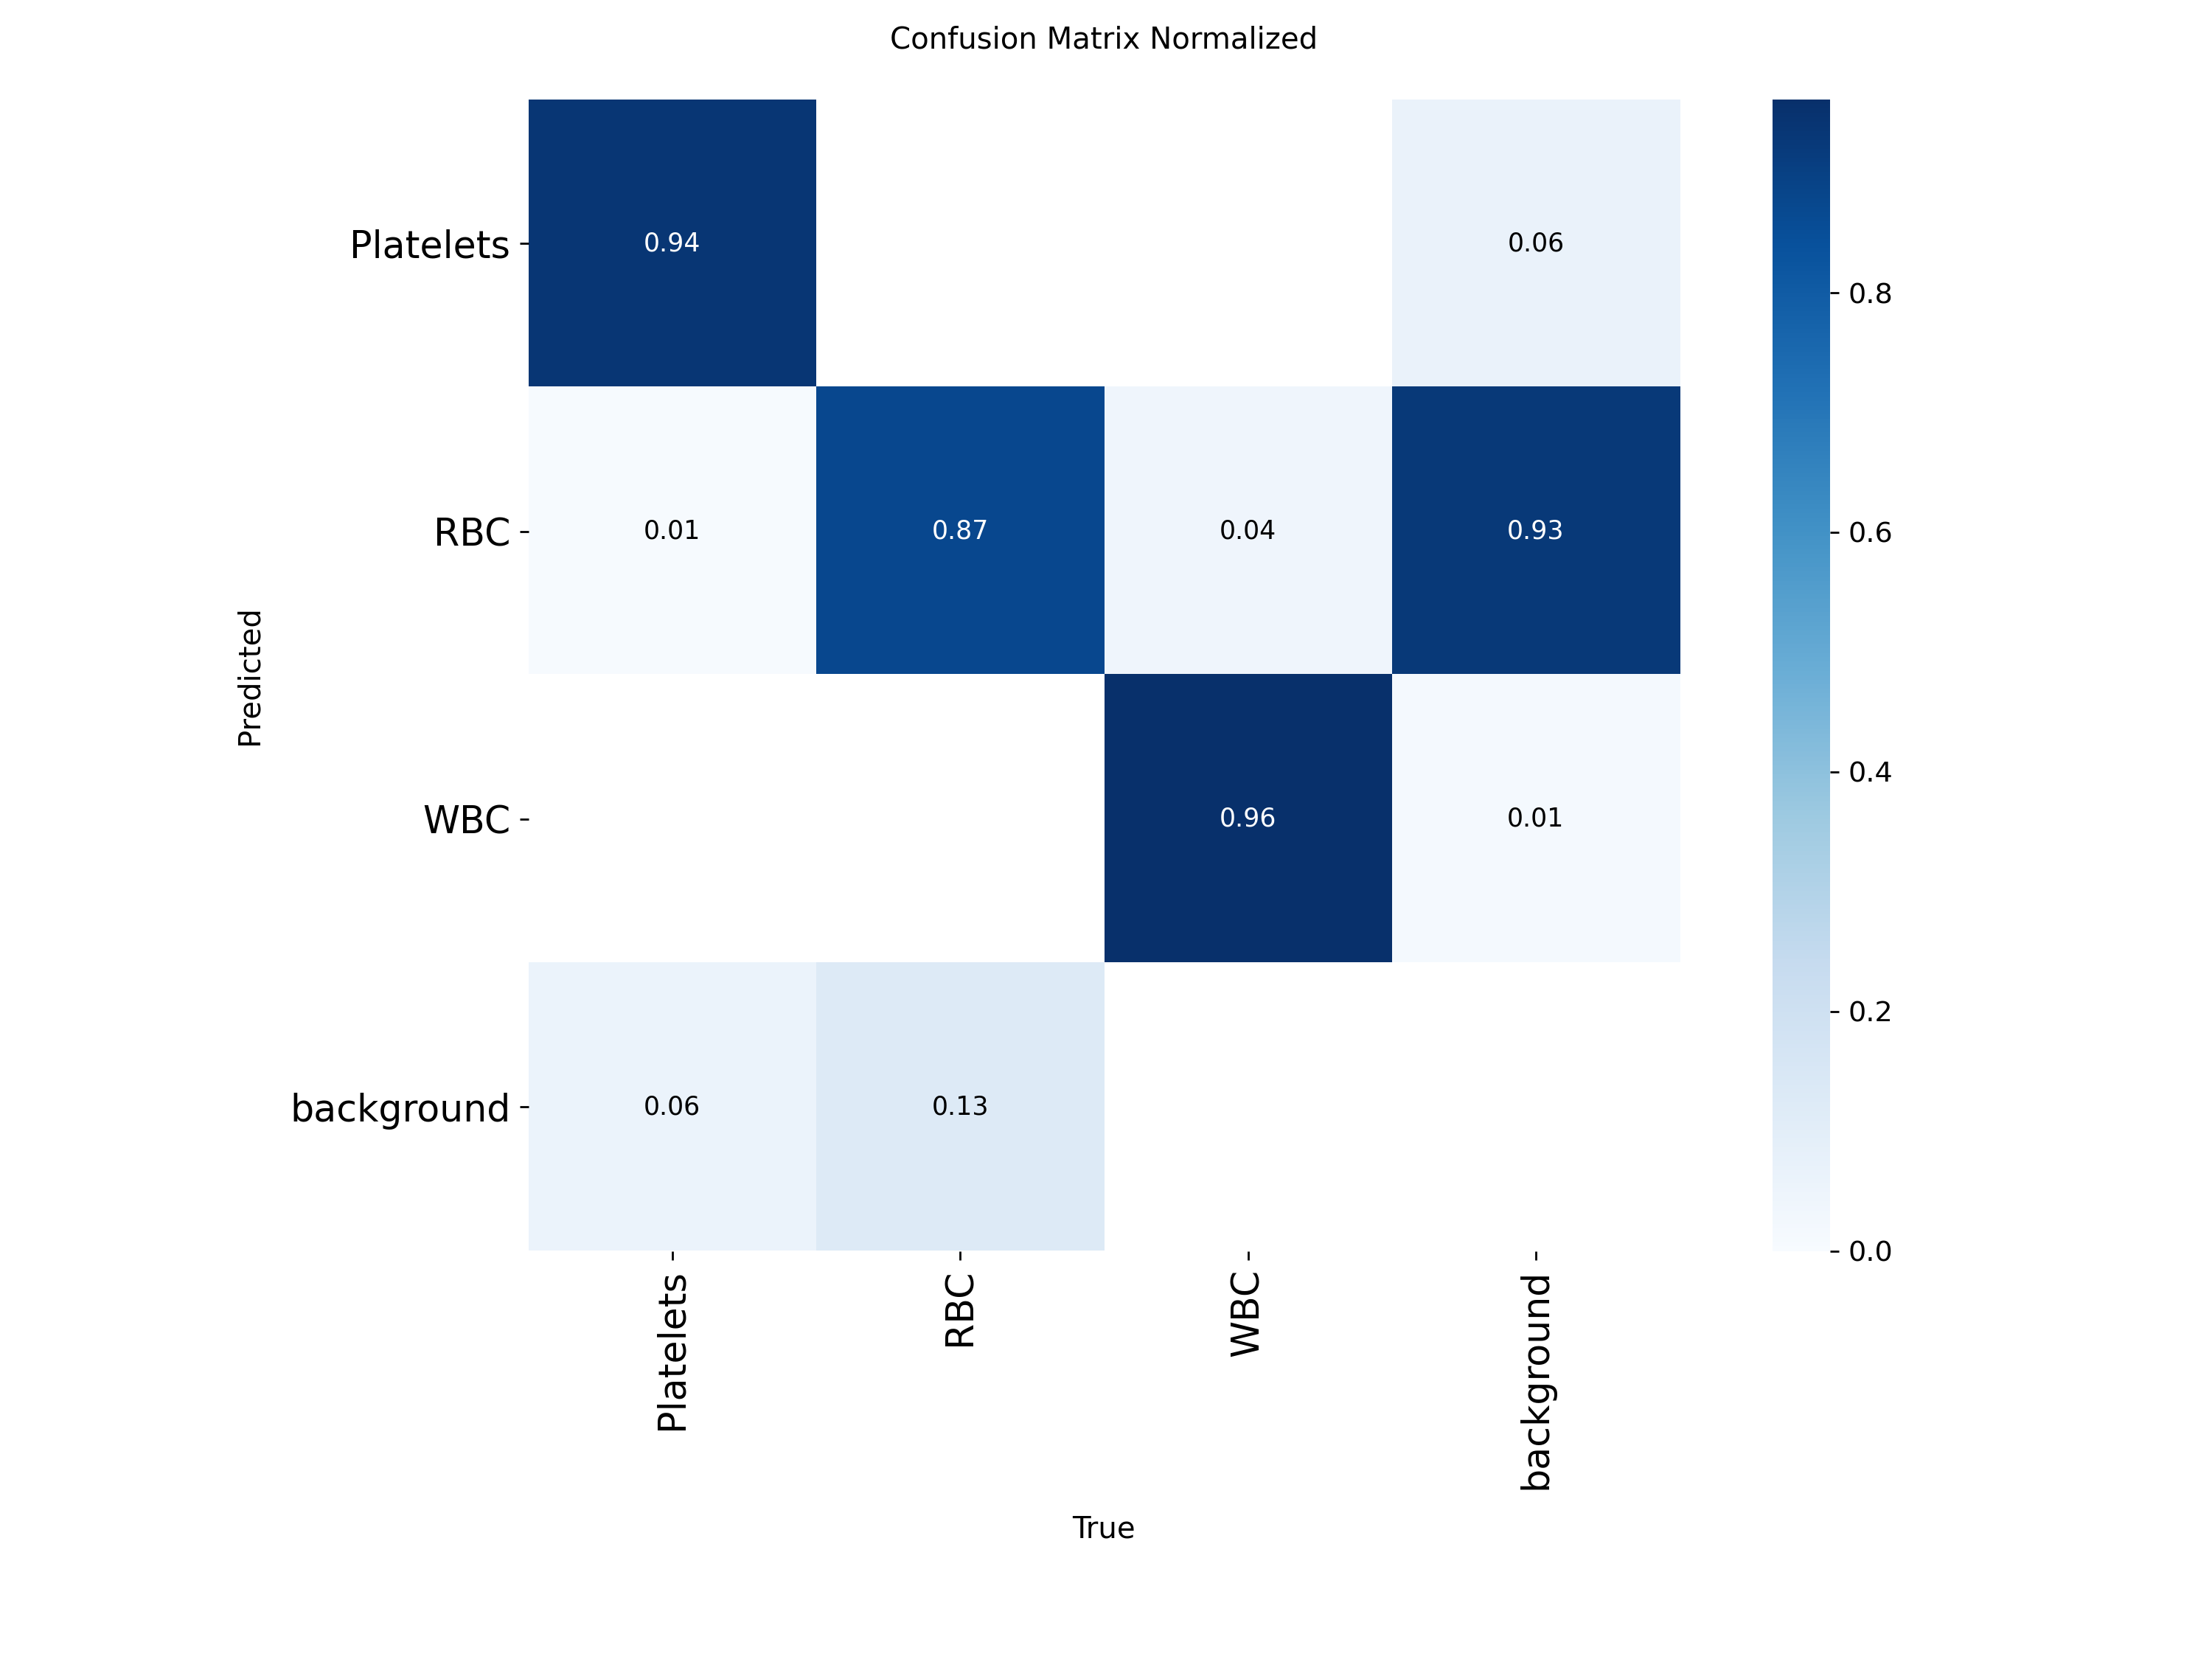 Confusion Matrix Normalized
Platelets
0.94
0.06
RBC
0.01
0.87
0.04
0.93
WBC
0.96
0.01
background
0.06
0.13
Predicted
Platelets
RBC
WBC
background
True
0.8
0.6
0.4
0.2
0.0